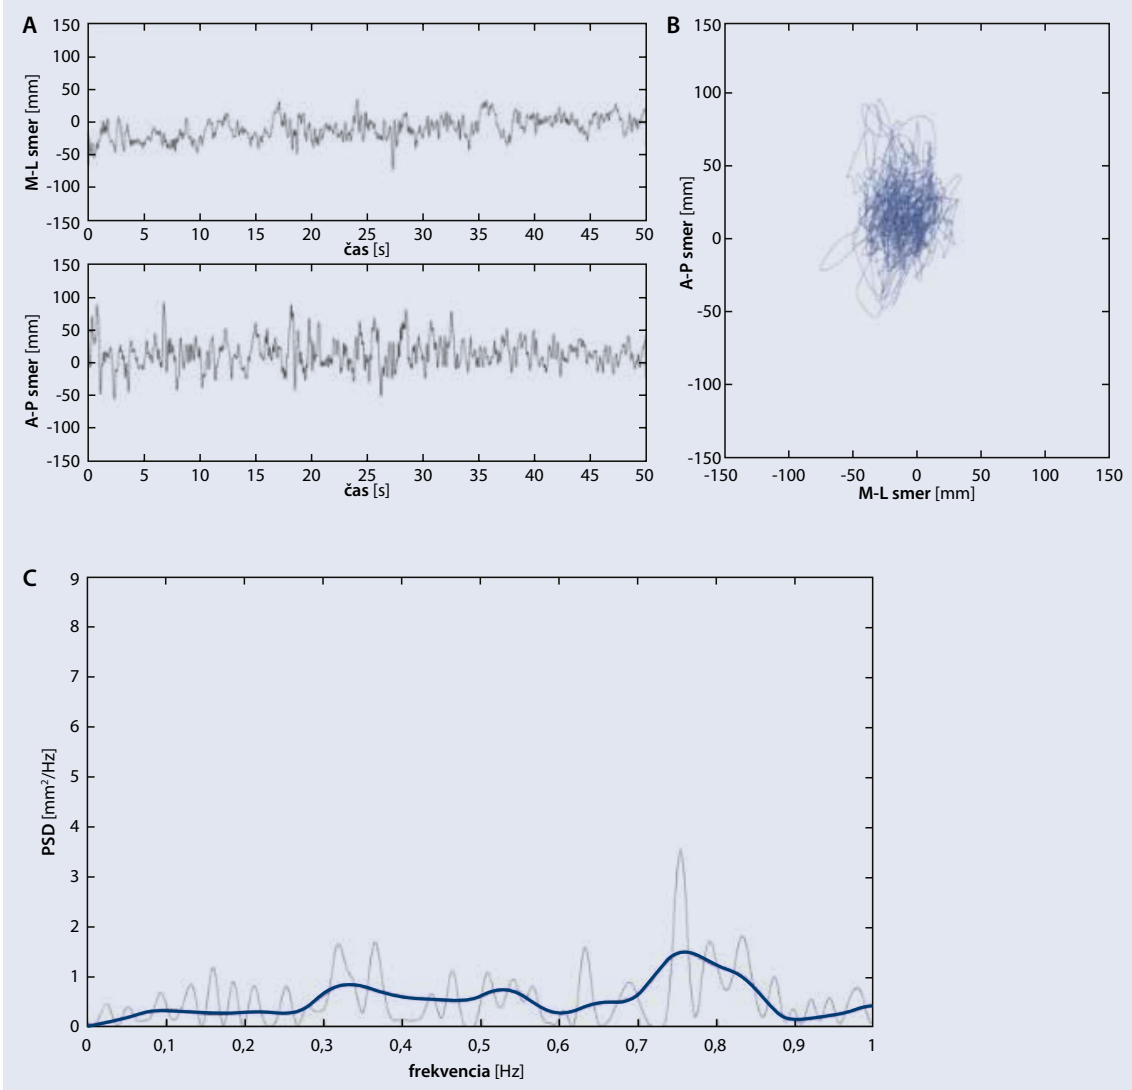 A
150
100
50
0
-50
-100
-150
M-L smer [mm]
0 5 10 15 20 25 30 35 40 45 50
čas [s]
150
100
50
0
-50
-100
-150
A-P smer [mm]
0 5 10 15 20 25 30 35 40 45 50
čas [s]
B
150
100
50
0
-50
-100
-150
A-P smer [mm]
-150 -100 -50 0 50 100 150
M-L smer [mm]
C
9
8
7
6
5
4
3
2
1
0
PSD [mm²/Hz]
0 0,1 0,2 0,3 0,4 0,5 0,6 0,7 0,8 0,9 1
frekvencia [Hz]